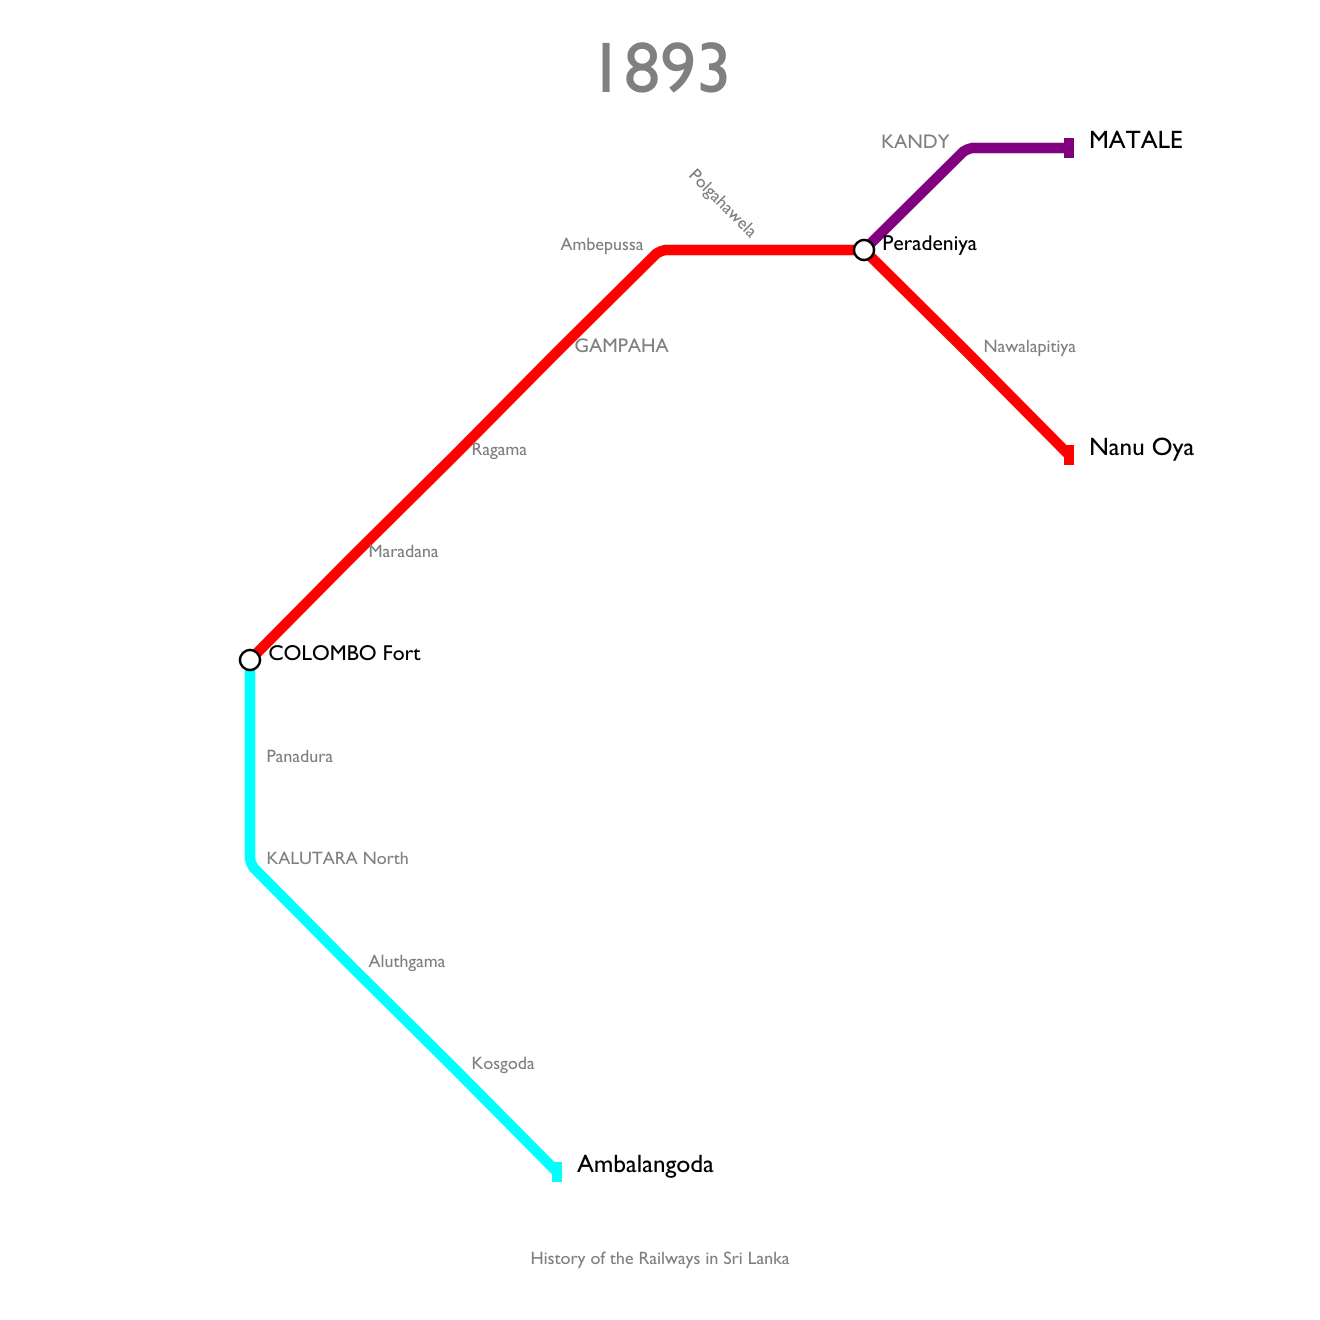 1893
KANDY
MATALE
Polgahawela
Ambepussa
Peradeniya
GAMPAHA
Nawalapitiya
Ragama
Nanu Oya
Maradana
COLOMBO Fort
Panadura
KALUTARA North
Aluthgama
Kosgoda
Ambalangoda
History of the Railways in Sri Lanka